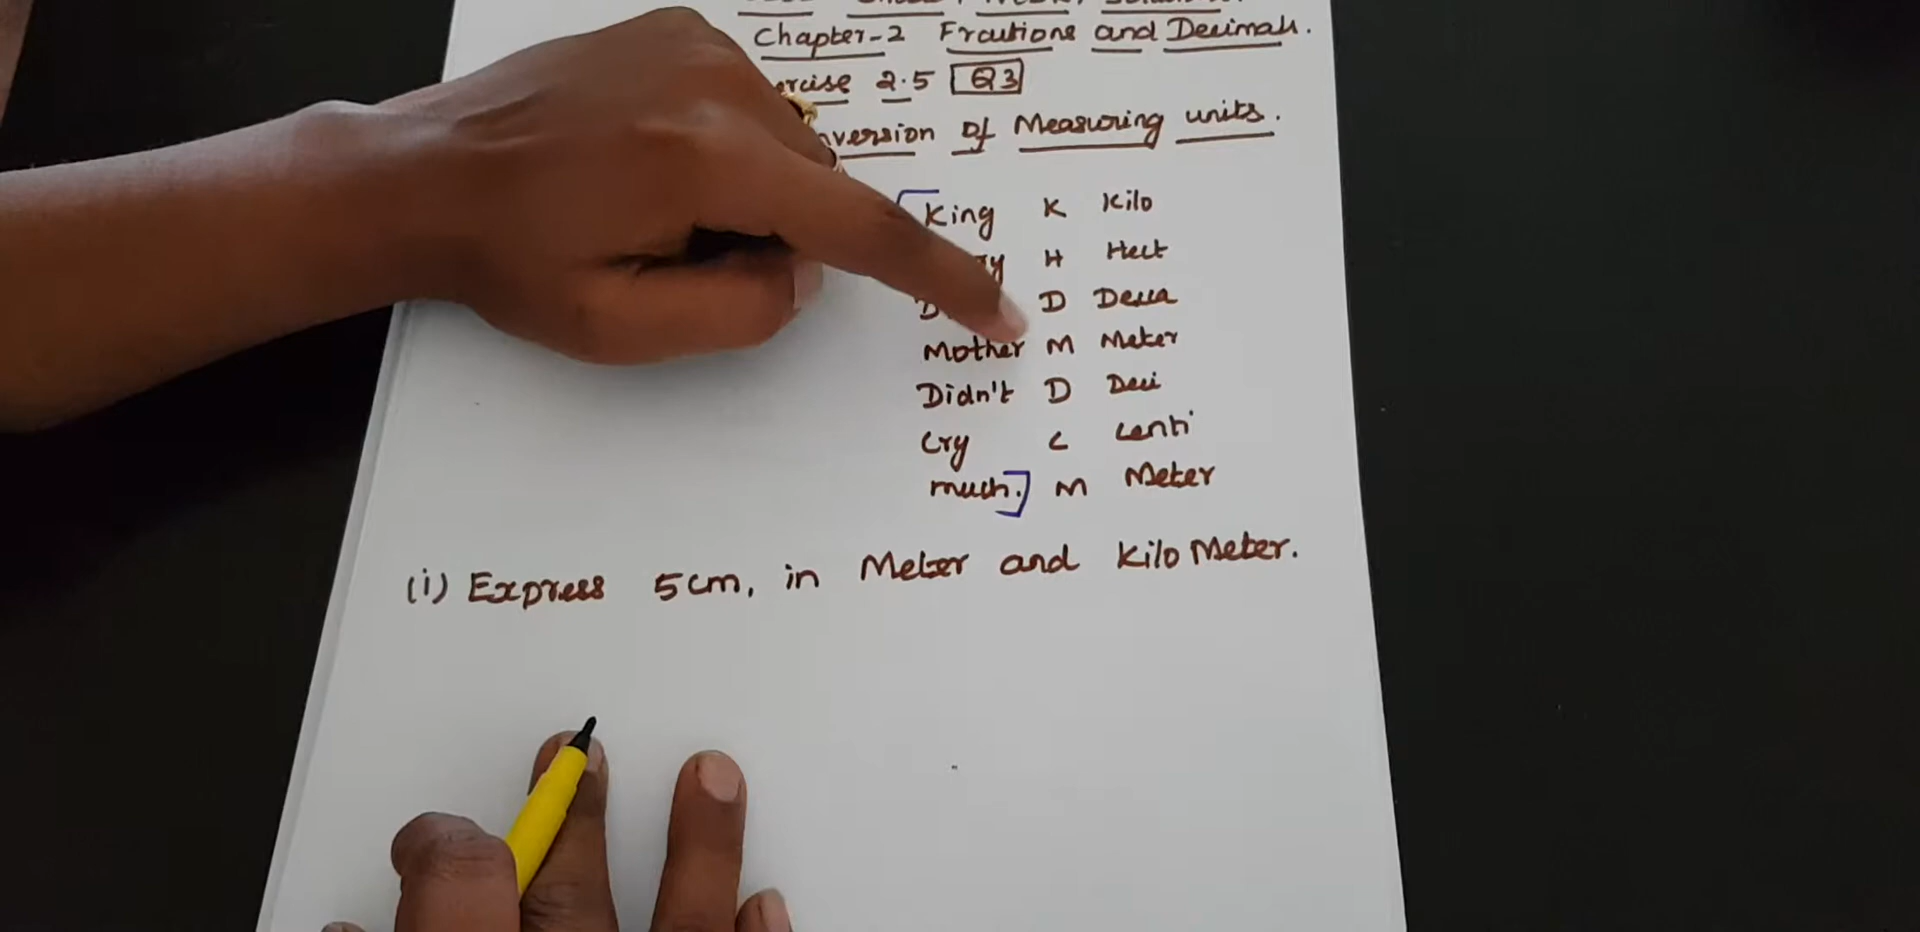 Chapter-2 Fractions and Decimals.
2.5 Q3
of Measuring units.
King K Kilo
H Hect
D Deca
Mother M Meter
Didn't D Deci
Cry C Centi
much. M Meter
(i) Express 5cm, in Meter and Kilo Meter.